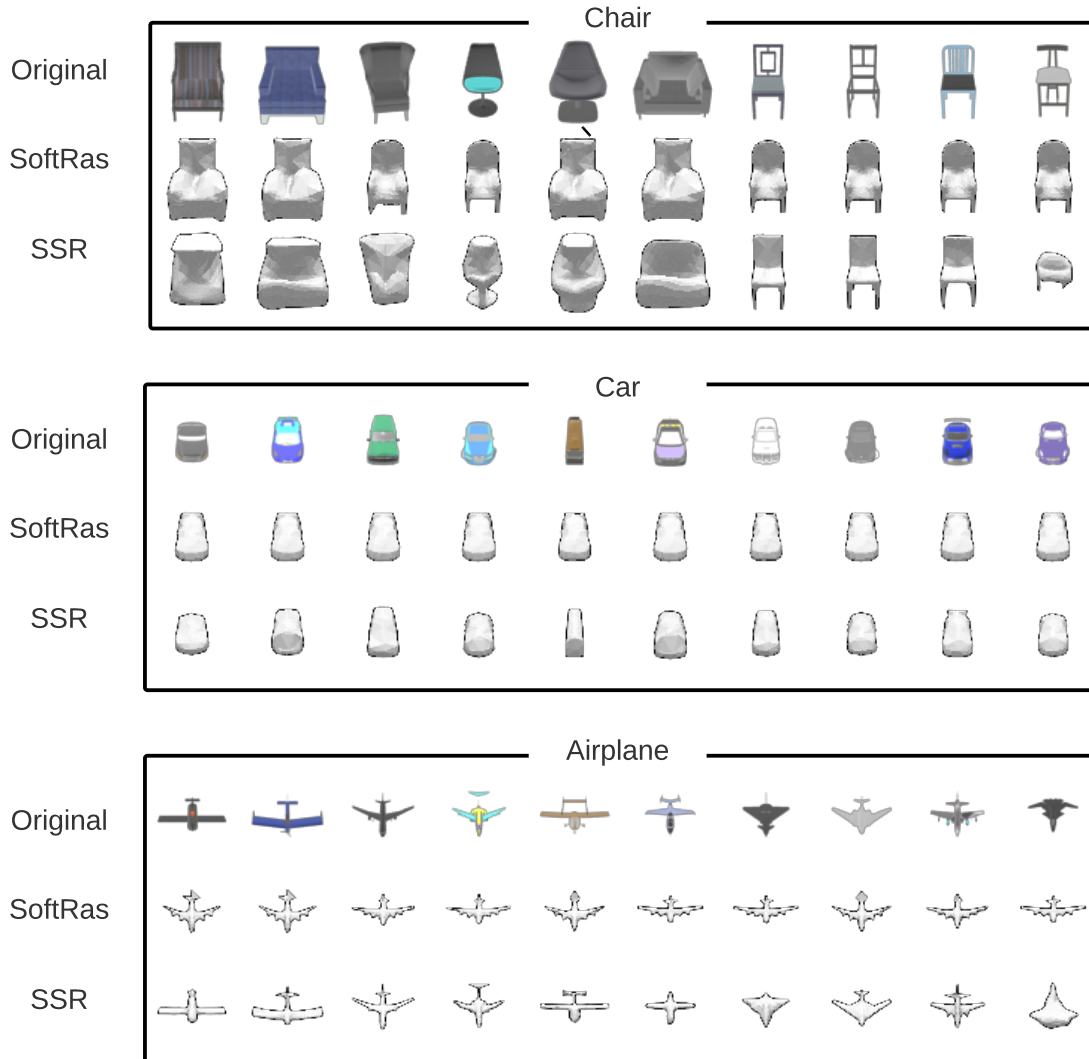 Chair
Original
SoftRas
SSR
Car
Original
SoftRas
SSR
Airplane
Original
SoftRas
SSR